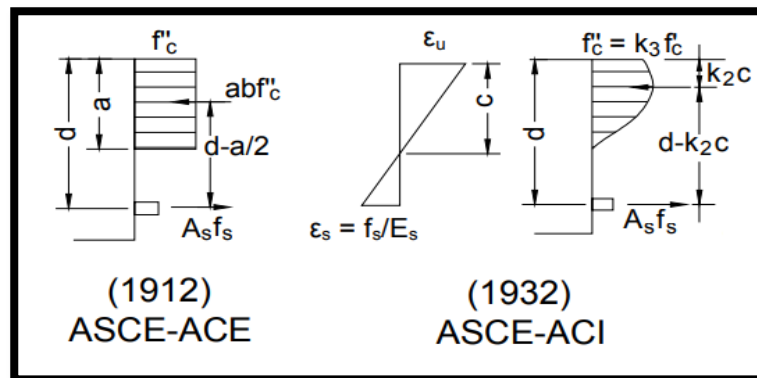 f"c
a
d
abf"c
d-a/2
Asfs
(1912)
ASCE-ACE
εu
c
εs = fs/Es
f"c = k3f'c
k2c
d
d-k2c
Asfs
(1932)
ASCE-ACI